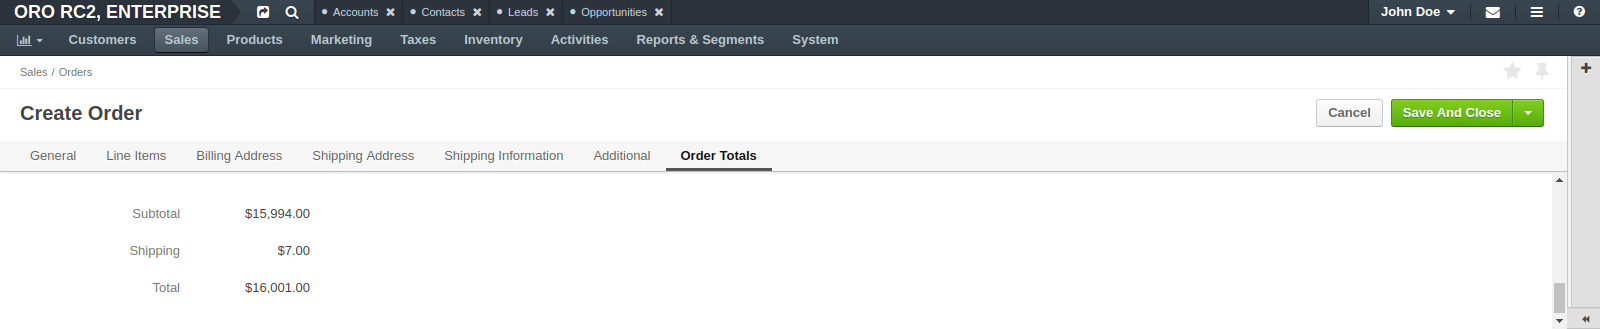 ORO RC2, ENTERPRISE Accounts Contacts Leads Opportunities John Doe
Customers Sales Products Marketing Taxes Inventory Activities Reports & Segments System
Sales / Orders
Create Order Cancel Save And Close
General Line Items Billing Address Shipping Address Shipping Information Additional Order Totals
Subtotal $15,994.00
Shipping $7.00
Total $16,001.00